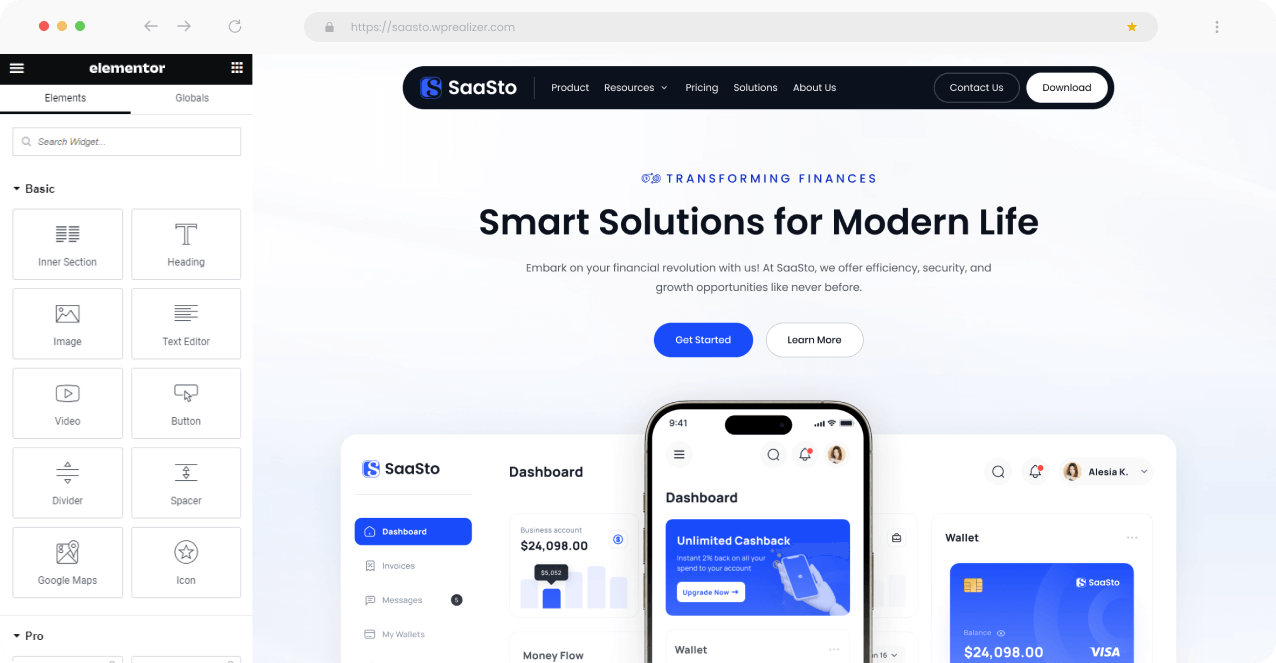 https://saasto.wprealizer.com
elementor
Elements
Globals
Search Widget...
Basic
Inner Section
Heading
Image
Text Editor
Video
Button
Divider
Spacer
Google Maps
Icon
Pro
SaaSto
Product
Resources
Pricing
Solutions
About Us
Contact Us
Download
TRANSFORMING FINANCES
Smart Solutions for Modern Life
Embark on your financial revolution with us! At SaaSto, we offer efficiency, security, and
growth opportunities like never before.
Get Started
Learn More
SaaSto
Dashboard
Invoices
Messages
5
My Wallets
Dashboard
Business account
$24,098.00
$5,052
Money Flow
9:41
Dashboard
Unlimited Cashback
Instant 2% back on all your
spend to your account
Upgrade Now →
Wallet
Alesia K.
16
Wallet
SaaSto
Balance
$24,098.00
VISA